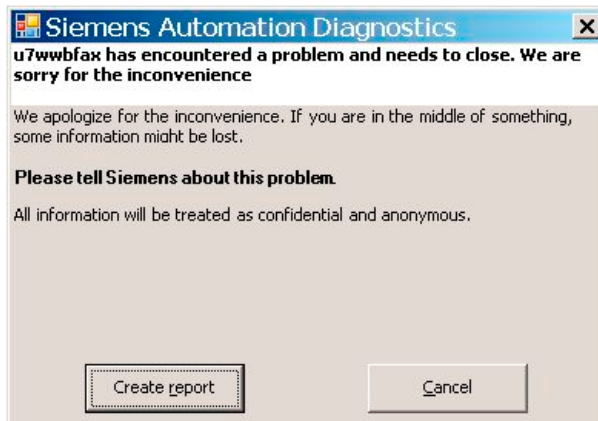 Siemens Automation Diagnostics
u7wwbfax has encountered a problem and needs to close. We are
sorry for the inconvenience
We apologize for the inconvenience. If you are in the middle of something,
some information might be lost.
Please tell Siemens about this problem.
All information will be treated as confidential and anonymous.
Create report
Cancel